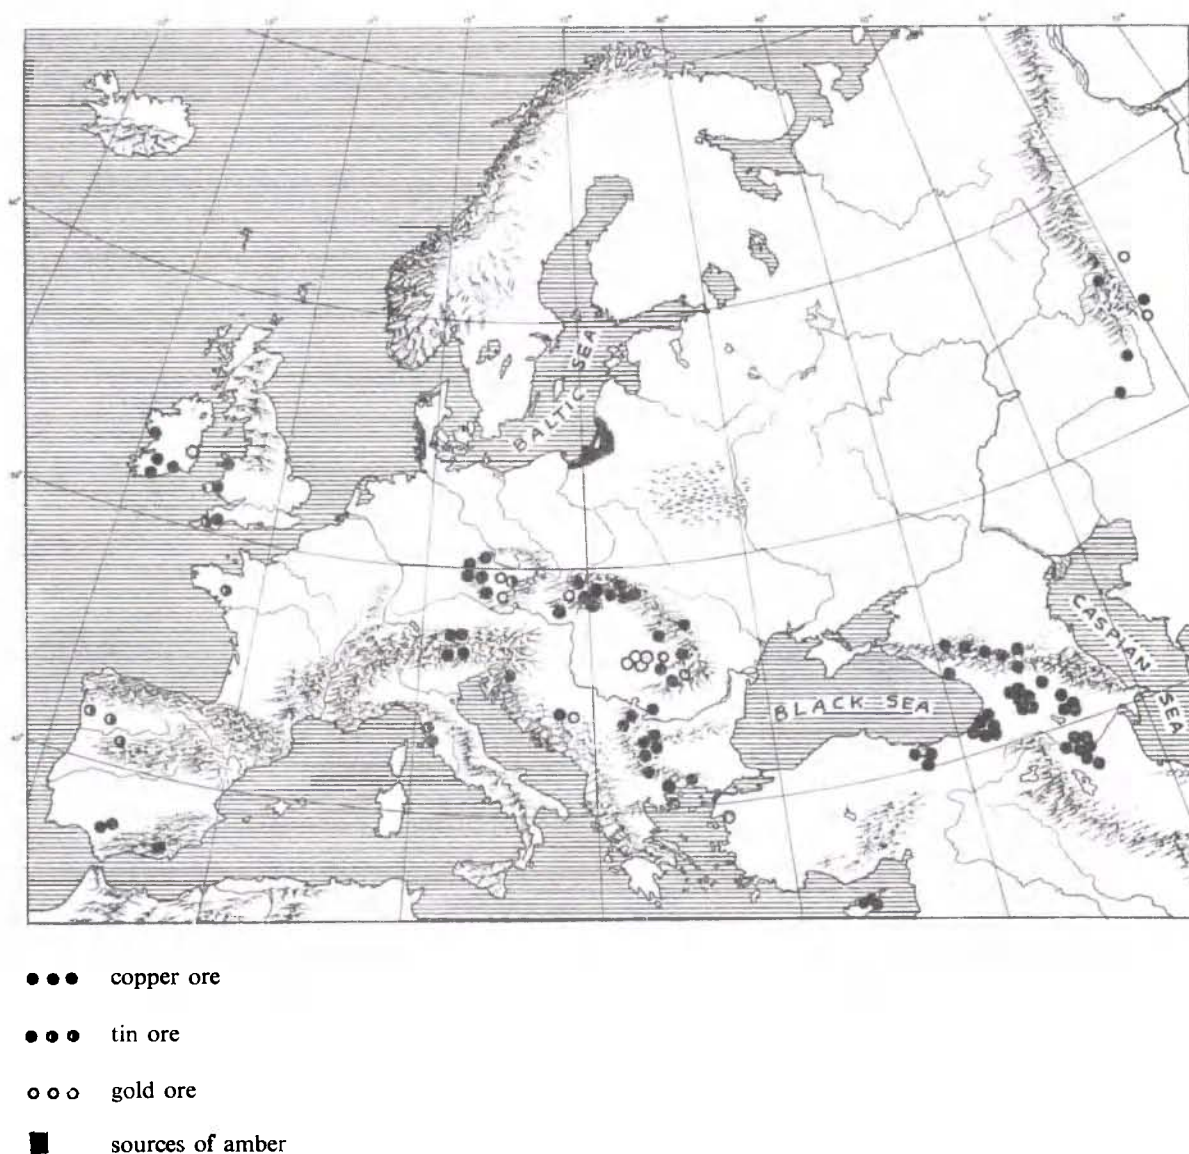 BALTIC SEA
BLACK SEA
CASPIAN SEA
copper ore
tin ore
gold ore
sources of amber